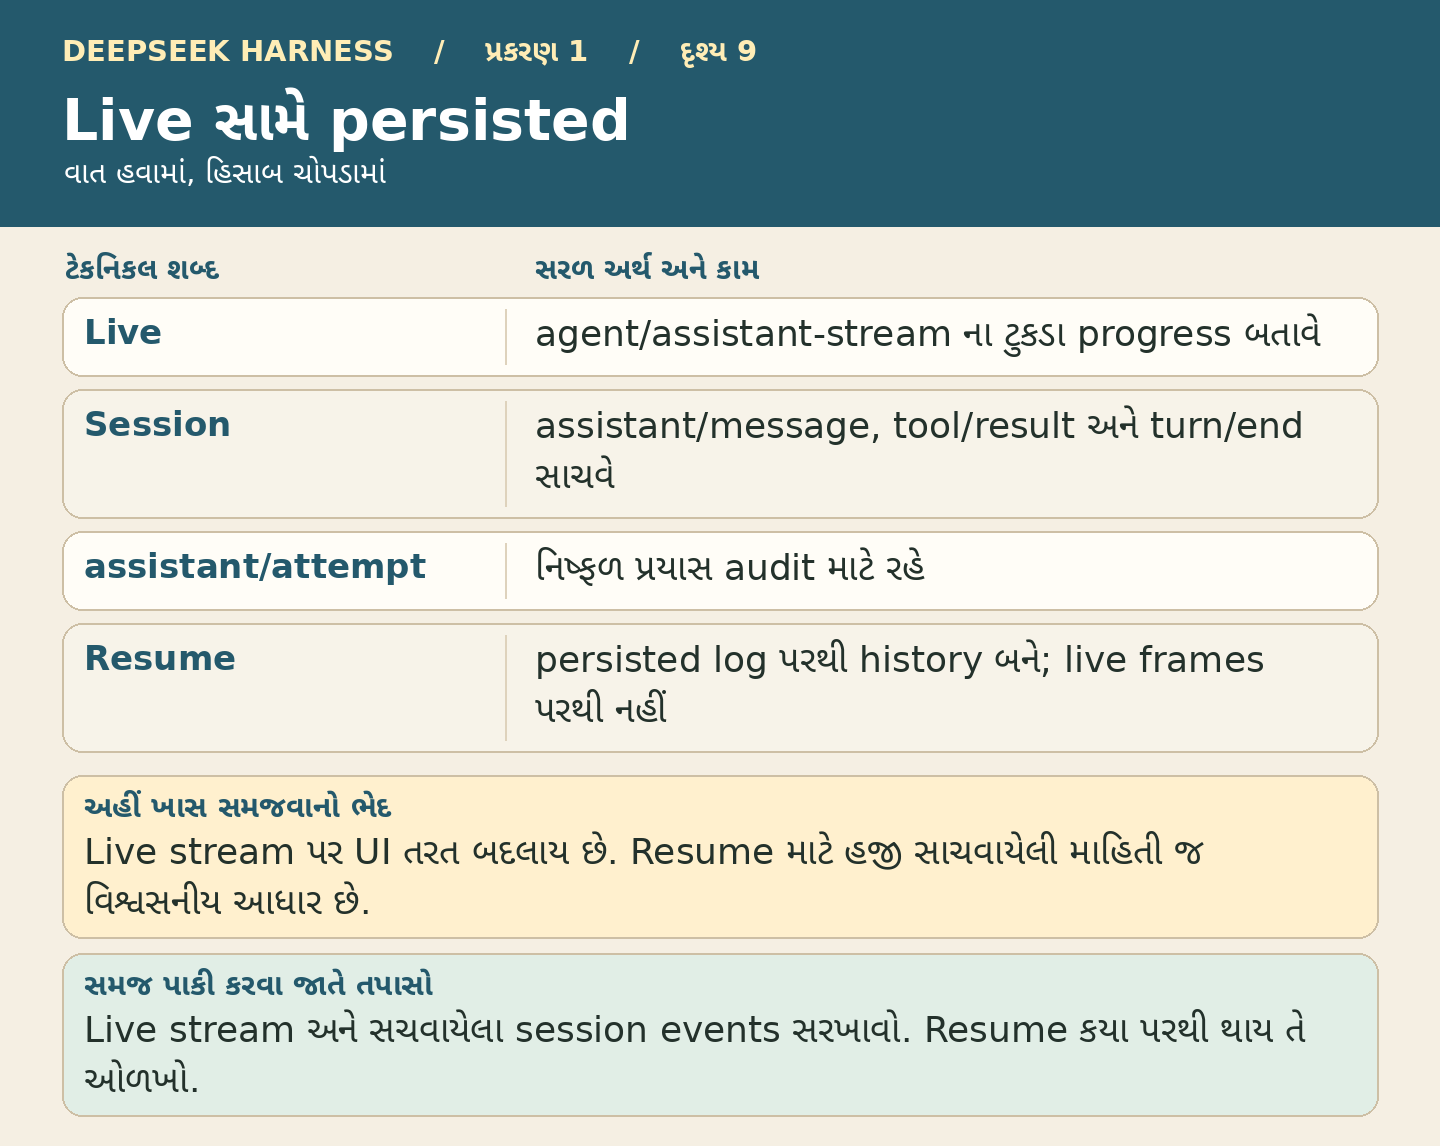 DEEPSEEK HARNESS / પ્રકરણ 1 / દૃશ્ય 9
Live સામે persisted
વાત હવામાં, હિસાબ ચોપડામાં
ટેકનિકલ શબ્દ સરળ અર્થ અને કામ
Live agent/assistant-stream ના ટુકડા progress બતાવે
Session assistant/message, tool/result અને turn/end
સાચવે
assistant/attempt નિષ્ફળ પ્રયાસ audit માટે રહે
Resume persisted log પરથી history બને; live frames
પરથી નહીં
અહીં ખાસ સમજવાનો ભેદ
Live stream પર UI તરત બદલાય છે. Resume માટે હજી સાચવાયેલી માહિતી જ
વિશ્વસનીય આધાર છે.
સમજ પાકી કરવા જાતે તપાસો
Live stream અને સચવાયેલા session events સરખાવો. Resume કયા પરથી થાય તે
ઓળખો.